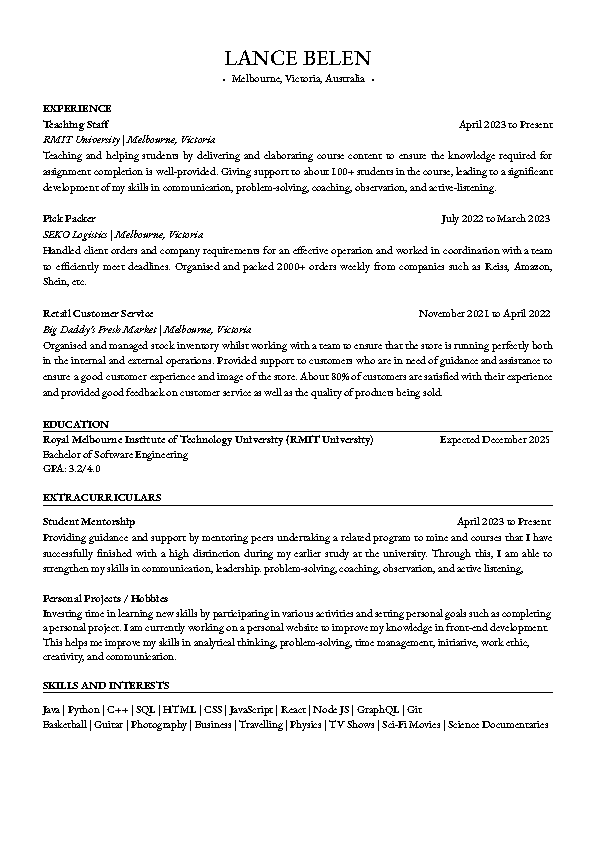 LANCE BELEN
• Melbourne, Victoria, Australia •
EXPERIENCE
Teaching Staff April 2023 to Present
RMIT University | Melbourne, Victoria
Teaching and helping students by delivering and elaborating course content to ensure the knowledge required for
assignment completion is well-provided. Giving support to about 100+ students in the course, leading to a significant
development of my skills in communication, problem-solving, coaching, observation, and active-listening.
Pick Packer July 2022 to March 2023
SEKO Logistics | Melbourne, Victoria
Handled client orders and company requirements for an effective operation and worked in coordination with a team
to efficiently meet deadlines. Organised and packed 2000+ orders weekly from companies such as Reiss, Amazon,
Shein, etc.
Retail Customer Service November 2021 to April 2022
Big Daddy's Fresh Market | Melbourne, Victoria
Organised and managed stock inventory whilst working with a team to ensure that the store is running perfectly both
in the internal and external operations. Provided support to customers who are in need of guidance and assistance to
ensure a good customer experience and image of the store. About 80% of customers are satisfied with their experience
and provided good feedback on customer service as well as the quality of products being sold.
EDUCATION
Royal Melbourne Institute of Technology University (RMIT University) Expected December 2025
Bachelor of Software Engineering
GPA: 3.2/4.0
EXTRACURRICULARS
Student Mentorship April 2023 to Present
Providing guidance and support by mentoring peers undertaking a related program to mine and courses that I have
successfully finished with a high distinction during my earlier study at the university. Through this, I am able to
strengthen my skills in communication, leadership. problem-solving, coaching, observation, and active listening,
Personal Projects / Hobbies
Investing time in learning new skills by participating in various activities and setting personal goals such as completing
a personal project. I am currently working on a personal website to improve my knowledge in front-end development.
This helps me improve my skills in analytical thinking, problem-solving, time management, initiative, work ethic,
creativity, and communication.
SKILLS AND INTERESTS
Java | Python | C++ | SQL | HTML | CSS | JavaScript | React | Node JS | GraphQL | Git
Basketball | Guitar | Photography | Business | Travelling | Physics | TV Shows | Sci-Fi Movies | Science Documentaries